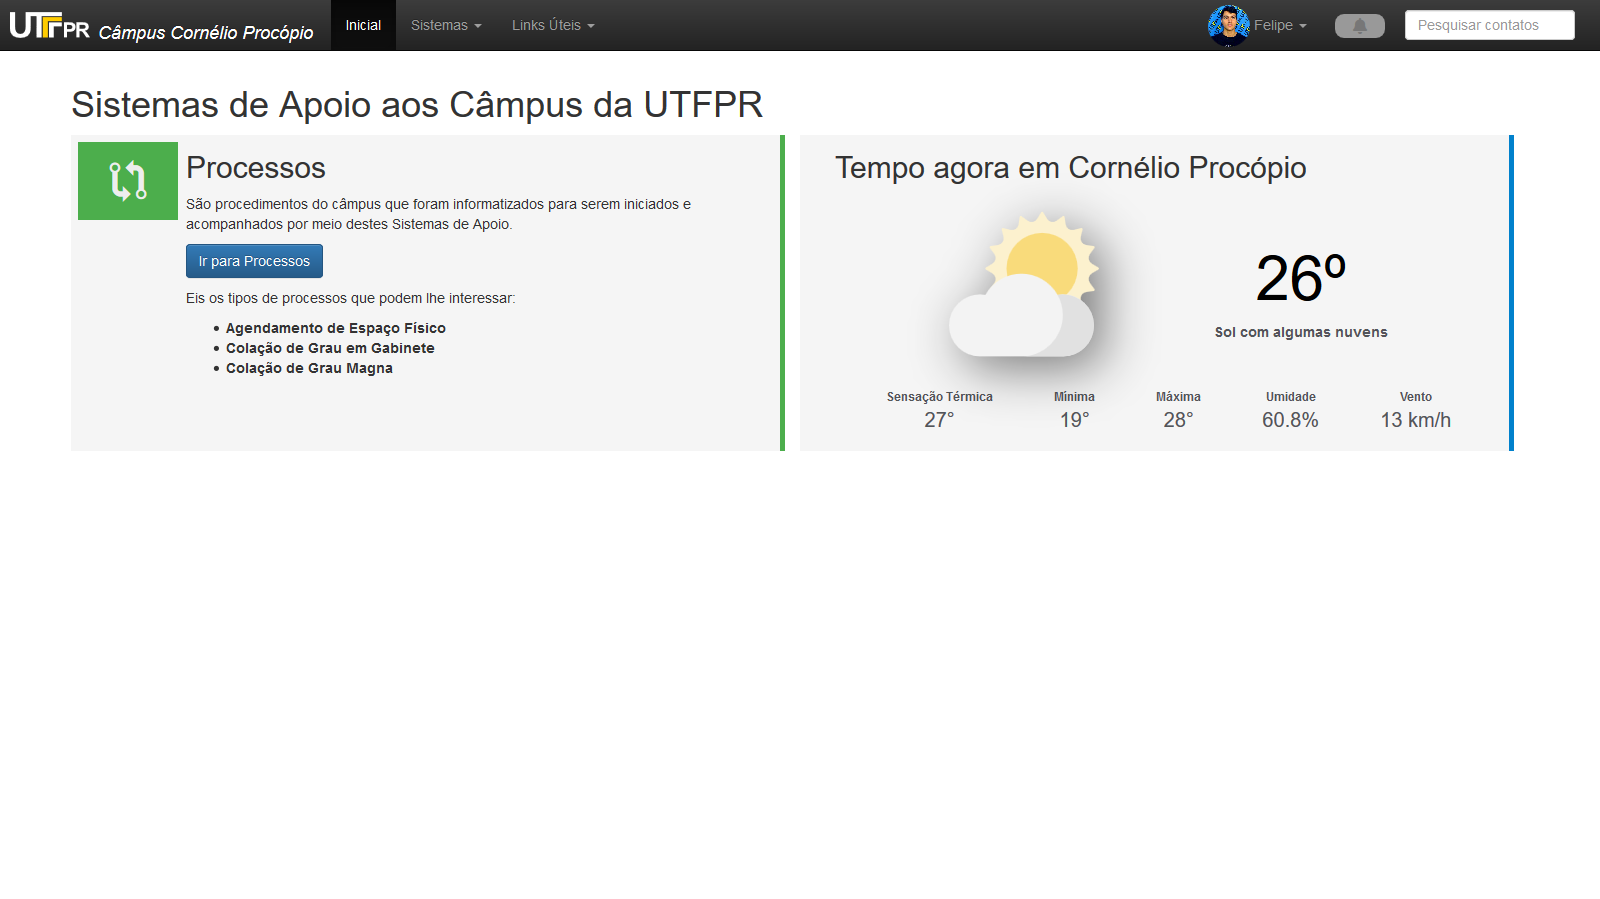 UTFPR Câmpus Cornélio Procópio Inicial Sistemas Links Úteis Felipe Pesquisar contatos
Sistemas de Apoio aos Câmpus da UTFPR
Processos
São procedimentos do câmpus que foram informatizados para serem iniciados e
acompanhados por meio destes Sistemas de Apoio.
Ir para Processos
Eis os tipos de processos que podem lhe interessar:
• Agendamento de Espaço Físico
• Colação de Grau em Gabinete
• Colação de Grau Magna
Tempo agora em Cornélio Procópio
26º
Sol com algumas nuvens
Sensação Térmica Mínima Máxima Umidade Vento
27° 19° 28° 60.8% 13 km/h